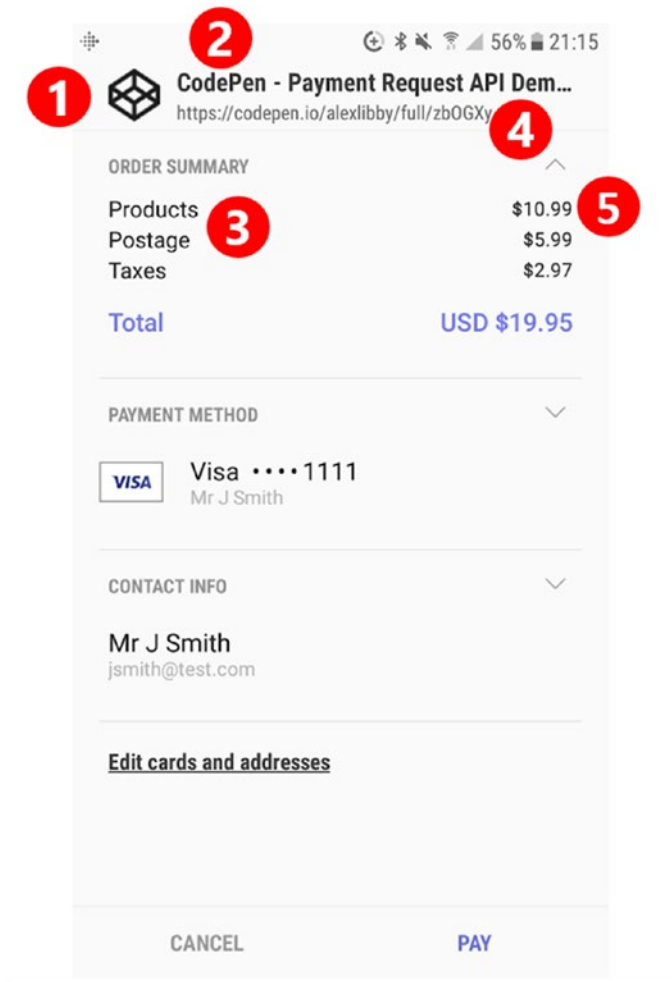 2
56% 21:15
1
CodePen - Payment Request API Dem...
https://codepen.io/alexlibby/full/zbOGXy
4
ORDER SUMMARY
Products $10.99
5
3
Postage $5.99
Taxes $2.97
Total USD $19.95
PAYMENT METHOD
VISA Visa ••••1111
Mr J Smith
CONTACT INFO
Mr J Smith
jsmith@test.com
Edit cards and addresses
CANCEL PAY